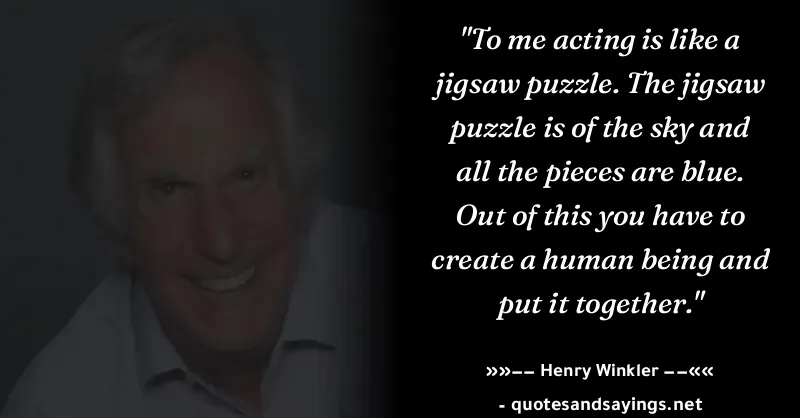 "To me acting is like a
jigsaw puzzle. The jigsaw
puzzle is of the sky and
all the pieces are blue.
Out of this you have to
create a human being and
put it together."
»»–– Henry Winkler ––««
- quotesandsayings.net